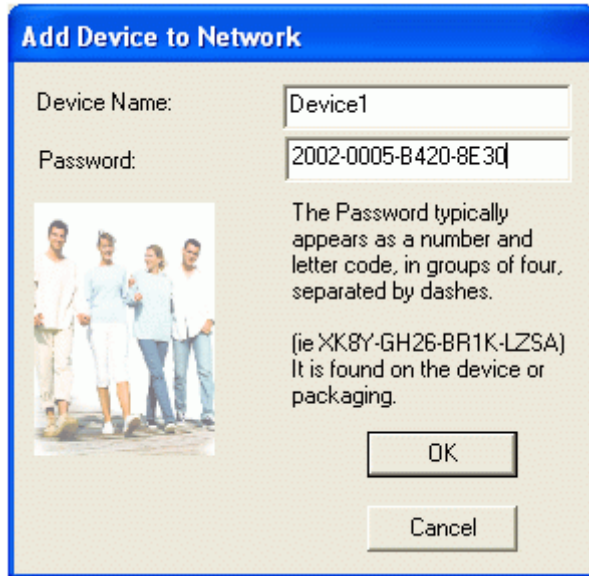 Add Device to Network
Device Name:
Device1
Password:
2002-0005-B420-8E30
The Password typically
appears as a number and
letter code, in groups of four,
separated by dashes.
(ie XK8Y-GH26-BR1K-LZSA)
It is found on the device or
packaging.
OK
Cancel